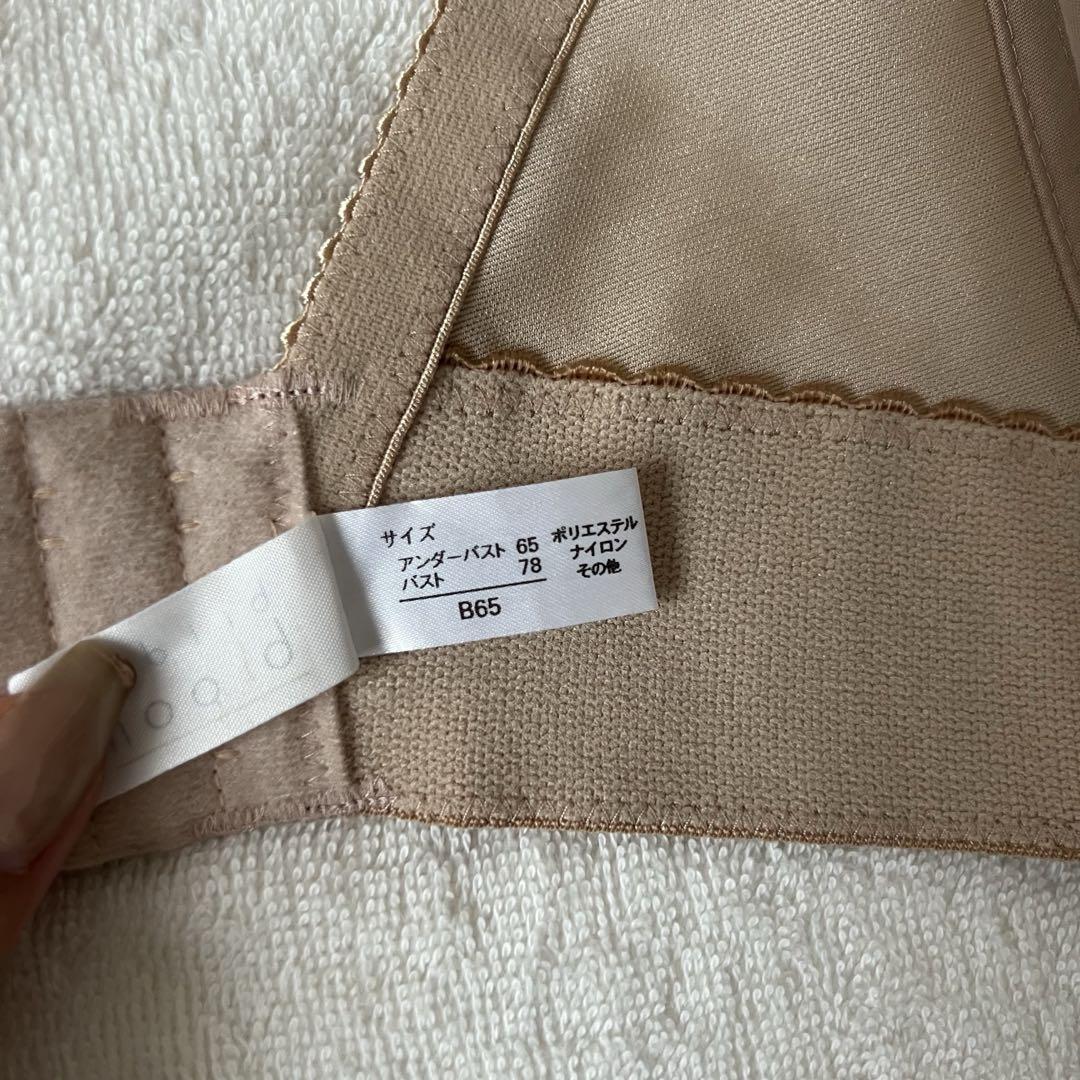 サイズ
アンダーバスト 65
バスト 78
B65
ポリエステル
ナイロン
その他